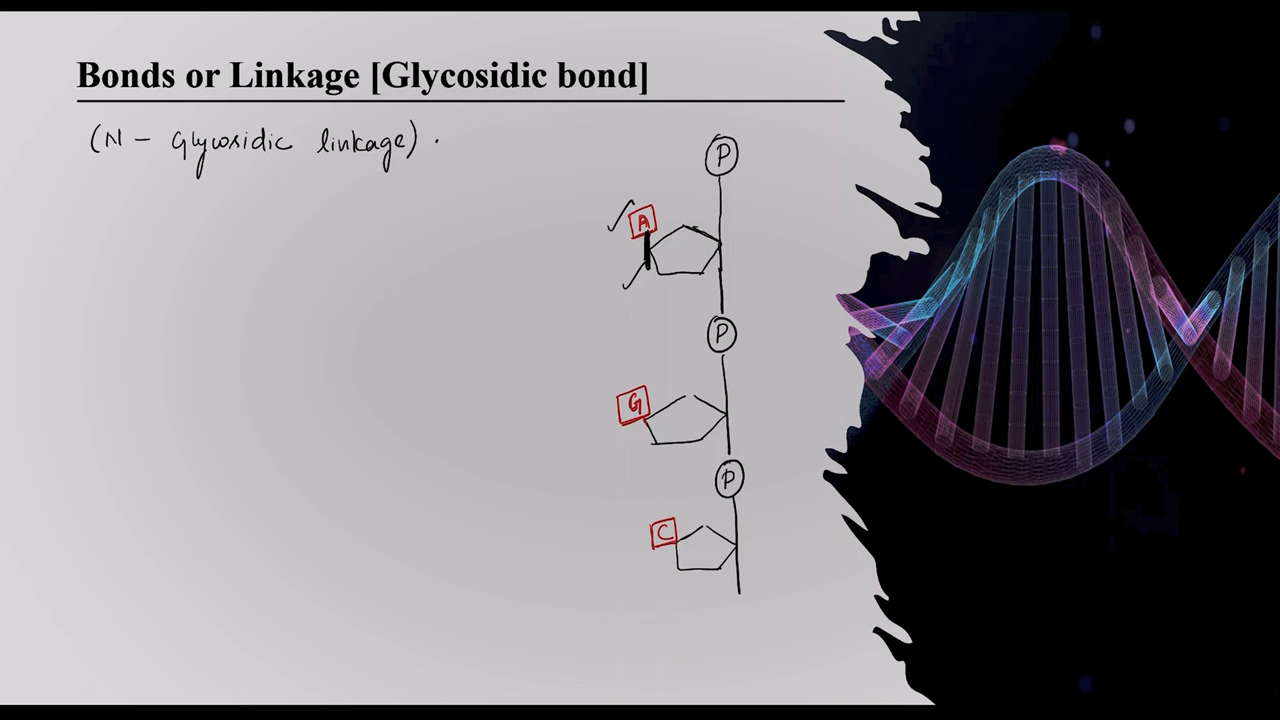 Bonds or Linkage [Glycosidic bond]
(N - Glycosidic linkage) .
P
A
P
G
P
C